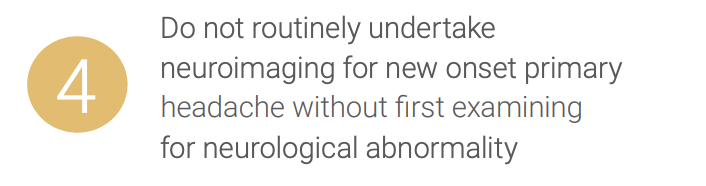 4
Do not routinely undertake
neuroimaging for new onset primary
headache without first examining
for neurological abnormality